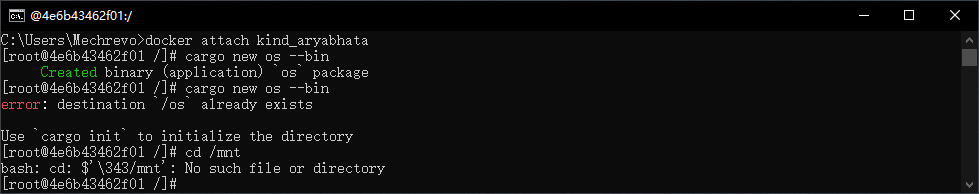 @4e6b43462f01:/
C:\Users\Mechrevo>docker attach kind_aryabhata
[root@4e6b43462f01 /]# cargo new os --bin
     Created binary (application) `os` package
[root@4e6b43462f01 /]# cargo new os --bin
error: destination `/os` already exists

Use `cargo init` to initialize the directory
[root@4e6b43462f01 /]# cd /mnt
bash: cd: $'\343/mnt': No such file or directory
[root@4e6b43462f01 /]#